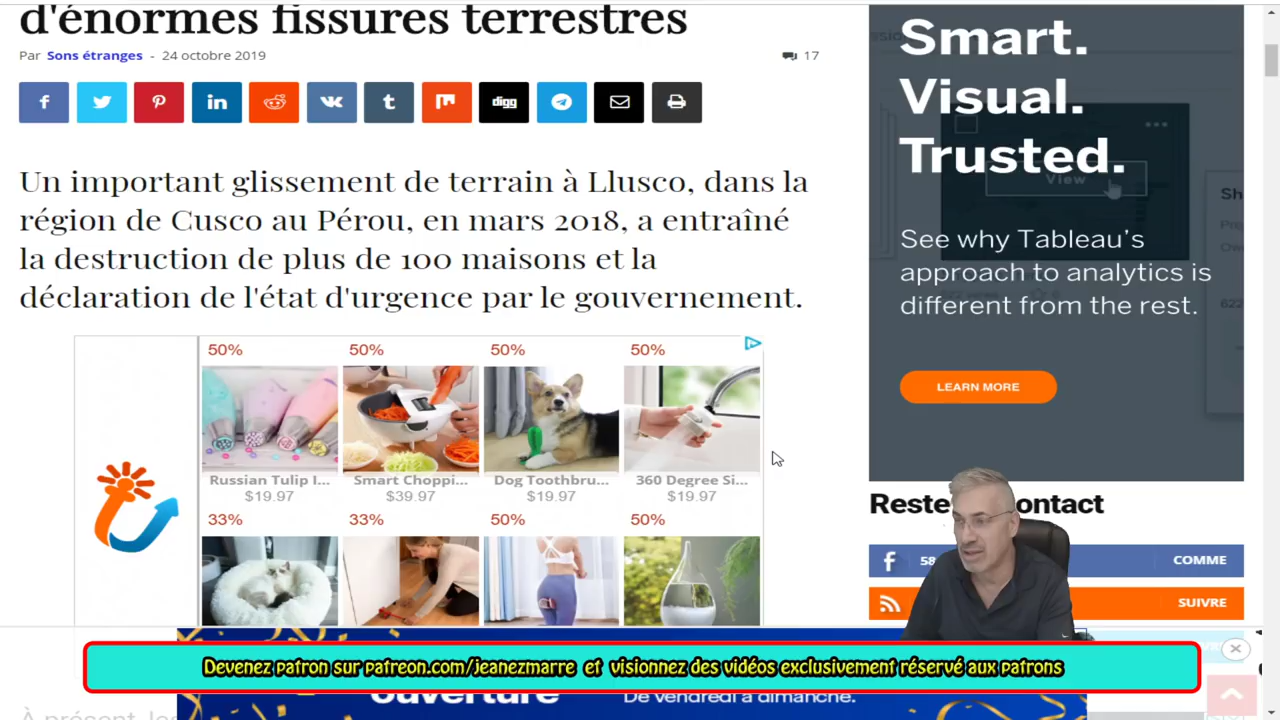 d'énormes fissures terrestres
Par Sons étranges - 24 octobre 2019
17
digg
Un important glissement de terrain à Llusco, dans la
région de Cusco au Pérou, en mars 2018, a entraîné
la destruction de plus de 100 maisons et la
déclaration de l'état d'urgence par le gouvernement.
50% 50% 50% 50%
Russian Tulip I... Smart Choppi... Dog Toothbru... 360 Degree Si...
$19.97 $39.97 $19.97 $19.97
33% 33% 50% 50%
Smart.
Visual.
Trusted.
View
See why Tableau's
approach to analytics is
different from the rest.
LEARN MORE
58
COMME
SUIVRE
Devenez patron sur patreon.com/jeanezmarre et visionnez des vidéos exclusivement réservé aux patrons
ouverture
De vendredi à dimanche.
À présent, les